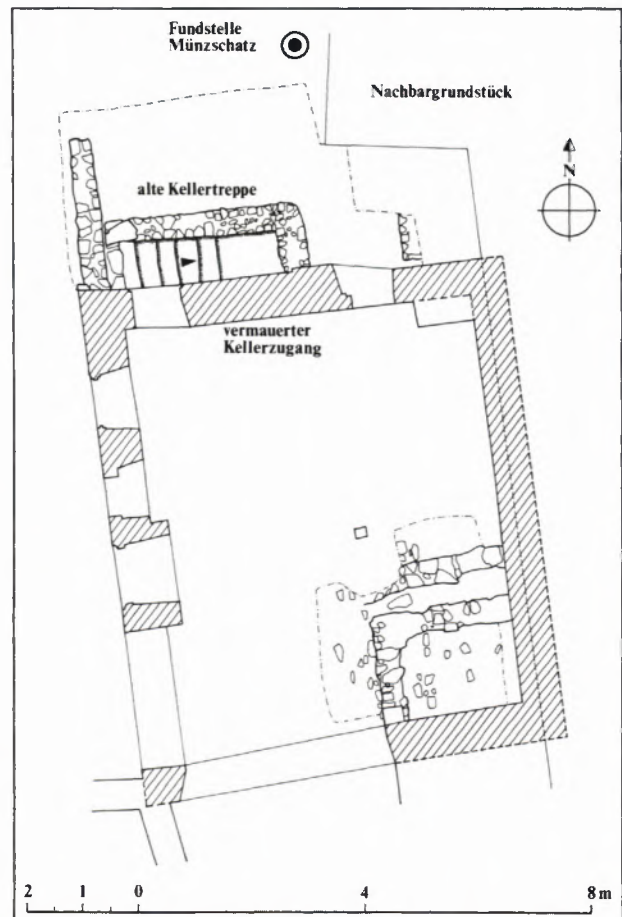 Fundstelle
Münzschatz
Nachbargrundstück
N
alte Kellertreppe
vermauerter
Kellerzugang
2 1 0 4 8 m